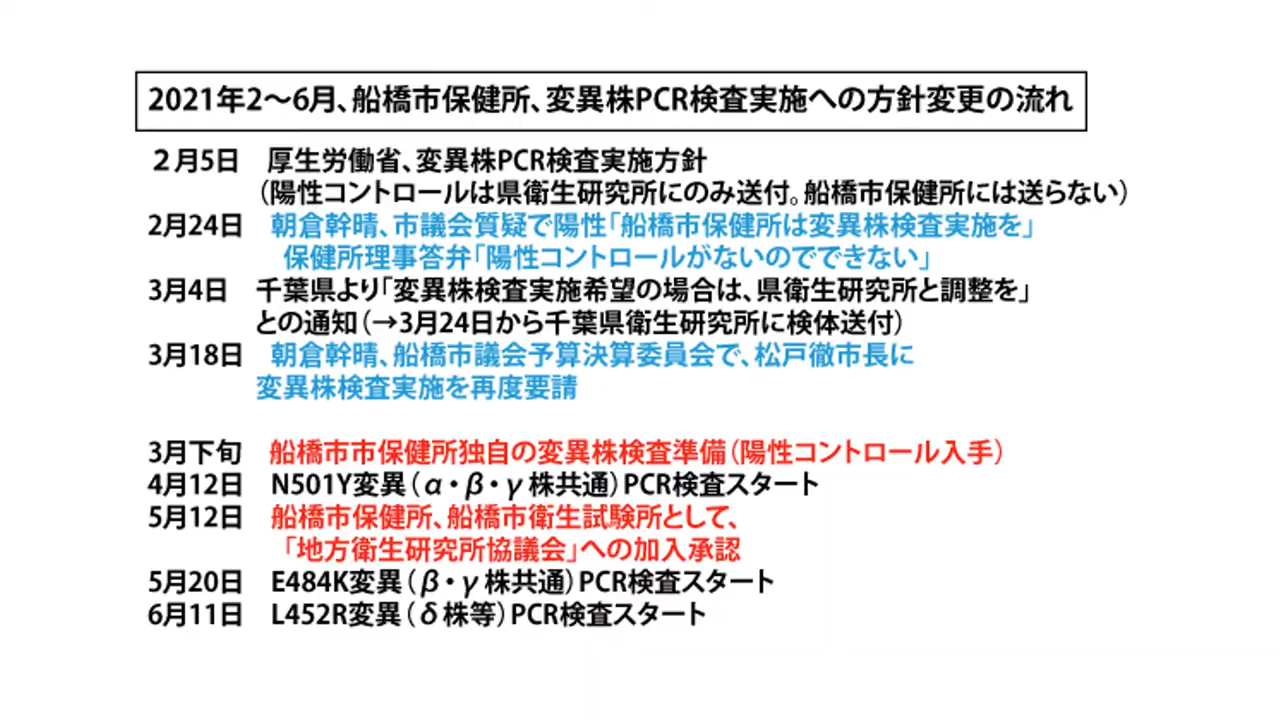 2021年2〜6月、船橋市保健所、変異株PCR検査実施への方針変更の流れ
２月5日　厚生労働省、変異株PCR検査実施方針
（陽性コントロールは県衛生研究所にのみ送付。船橋市保健所には送らない）
2月24日　朝倉幹晴、市議会質疑で陽性「船橋市保健所は変異株検査実施を」
保健所理事答弁「陽性コントロールがないのでできない」
3月4日　千葉県より「変異株検査実施希望の場合は、県衛生研究所と調整を」
との通知（→3月24日から千葉県衛生研究所に検体送付）
3月18日　朝倉幹晴、船橋市議会予算決算委員会で、松戸徹市長に
変異株検査実施を再度要請
3月下旬　船橋市市保健所独自の変異株検査準備（陽性コントロール入手）
4月12日　N501Y変異（α・β・γ 株共通）PCR検査スタート
5月12日　船橋市保健所、船橋市衛生試験所として、
「地方衛生研究所協議会」への加入承認
5月20日　E484K変異（β・γ 株共通）PCR検査スタート
6月11日　L452R変異（δ 株等）PCR検査スタート